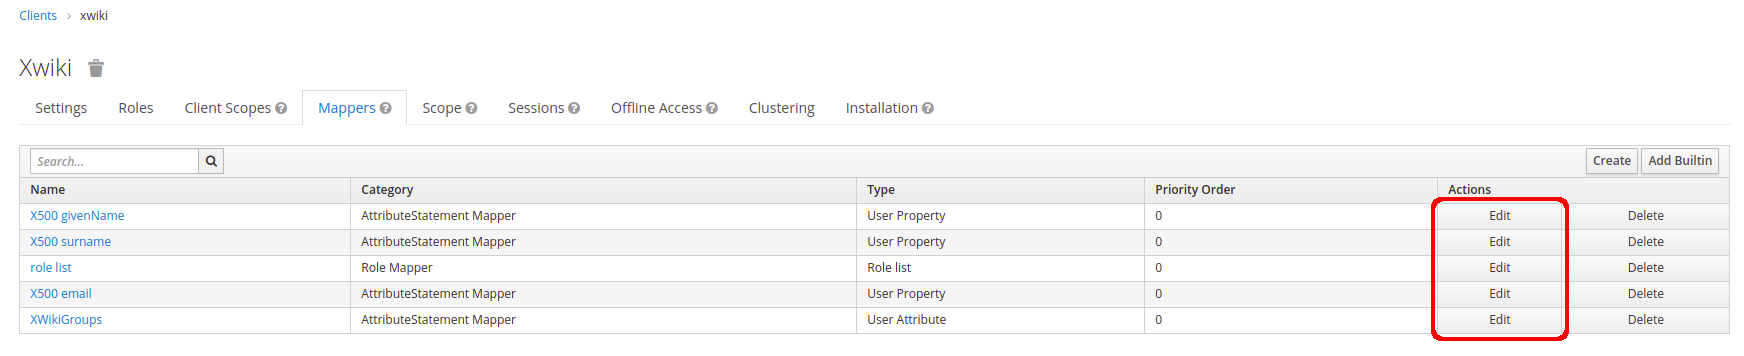 Clients › xwiki
Xwiki
Settings Roles Client Scopes Mappers Scope Sessions Offline Access Clustering Installation
Search... Create Add Builtin
Name Category Type Priority Order Actions
X500 givenName AttributeStatement Mapper User Property 0 Edit Delete
X500 surname AttributeStatement Mapper User Property 0 Edit Delete
role list Role Mapper Role list 0 Edit Delete
X500 email AttributeStatement Mapper User Property 0 Edit Delete
XWikiGroups AttributeStatement Mapper User Attribute 0 Edit Delete